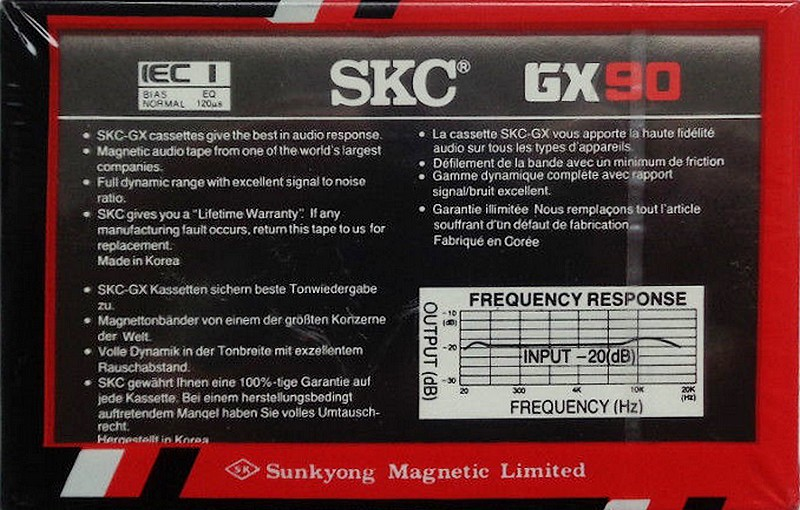 IEC I
BIAS EQ
NORMAL 120µs
SKC®
GX90
• SKC-GX cassettes give the best in audio response.
• Magnetic audio tape from one of the world's largest
companies.
• Full dynamic range with excellent signal to noise
ratio.
• SKC gives you a "Lifetime Warranty". If any
manufacturing fault occurs, return this tape to us for
replacement.
Made in Korea
• La cassette SKC-GX vous apporte la haute fidélité
audio sur tous les types d'appareils.
• Défilement de la bande avec un minimum de friction
• Gamme dynamique complète avec rapport
signal/bruit excellent.
• Garantie illimitée Nous remplaçons tout l'article
souffrant d'un défaut de fabrication
Fabriqué en Corée
• SKC-GX Kassetten sichern beste Tonwiedergabe
zu.
• Magnettonbänder von einem der größten Konzerne
der Welt.
• Volle Dynamik in der Tonbreite mit exzellentem
Rauschabstand.
• SKC gewährt Ihnen eine 100%-tige Garantie auf
jede Kassette. Bei einem herstellungsbedingt
auftretendem Mangel haben Sie volles Umtausch-
recht.
Hergestellt in Korea
FREQUENCY RESPONSE
OUTPUT (dB)
-10
(dB)
-20
-30
INPUT -20(dB)
20 300 4K 10K 20K
(Hz)
FREQUENCY (Hz)
SK Sunkyong Magnetic Limited